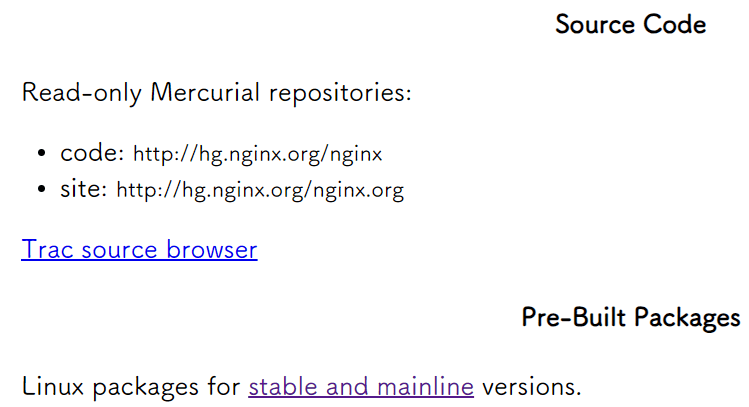 Source Code
Read-only Mercurial repositories:
• code: http://hg.nginx.org/nginx
• site: http://hg.nginx.org/nginx.org
Trac source browser
Pre-Built Packages
Linux packages for stable and mainline versions.